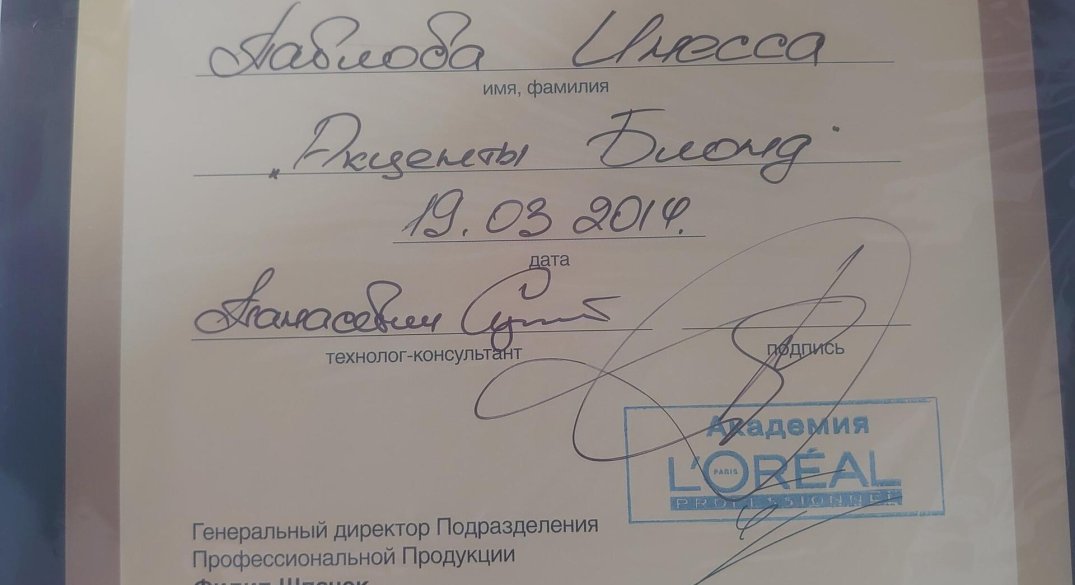 Павлова Инесса
имя, фамилия
„Акценты Блонд"
19.03 2014.
дата
технолог-консультант
подпись
Академия
L'ORÉAL
PARIS
PROFESSIONNEL
Генеральный директор Подразделения
Профессиональной Продукции